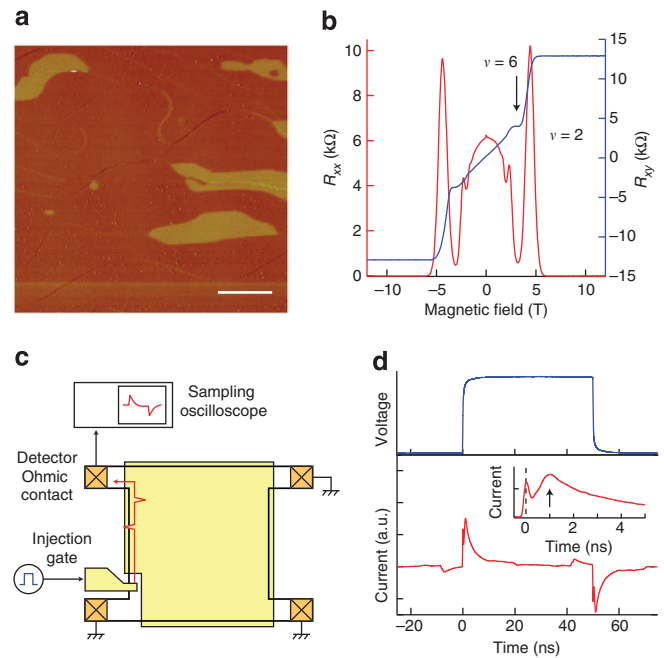 a
b
10
8
6
4
2
0
R_xx (kΩ)
ν = 6
ν = 2
15
10
5
0
−5
−10
−15
R_xy (kΩ)
−10 −5 0 5 10
Magnetic field (T)
c
Sampling
oscilloscope
Detector
Ohmic
contact
Injection
gate
d
Voltage
Current (a.u.)
Current
0 2 4
Time (ns)
−20 0 20 40 60
Time (ns)